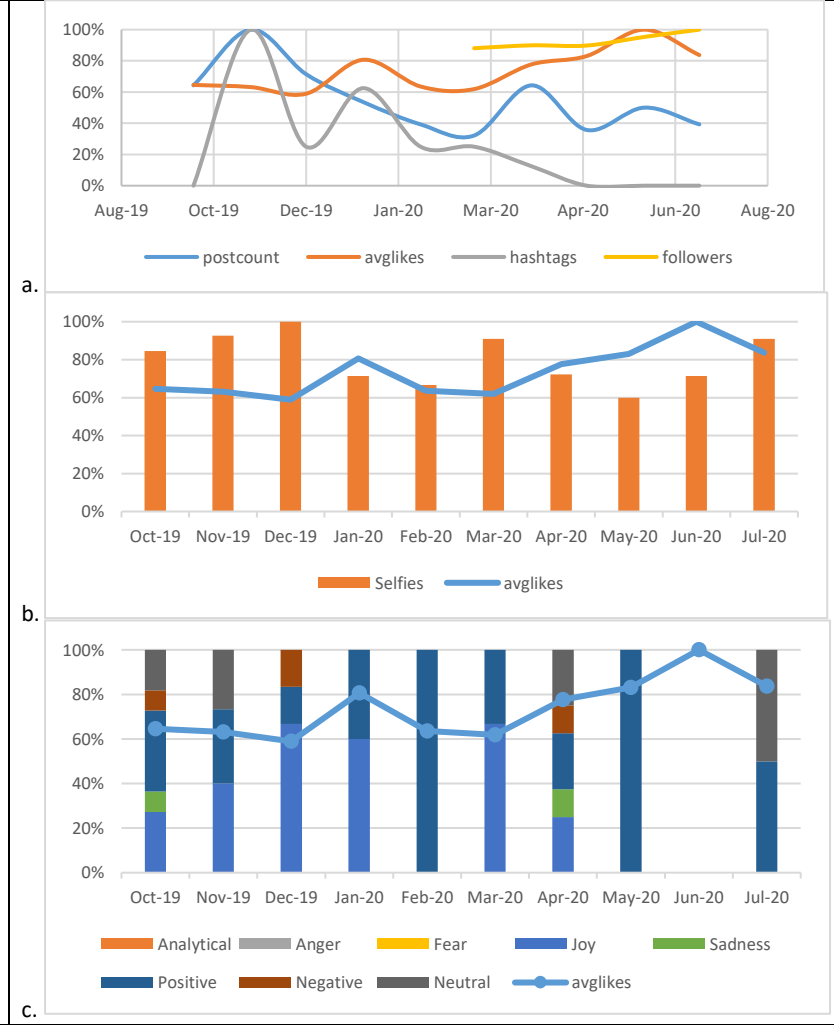 100%
80%
60%
40%
20%
0%
Aug-19 Oct-19 Dec-19 Jan-20 Mar-20 Apr-20 Jun-20 Aug-20
postcount avglikes hashtags followers
a.
100%
80%
60%
40%
20%
0%
Oct-19 Nov-19 Dec-19 Jan-20 Feb-20 Mar-20 Apr-20 May-20 Jun-20 Jul-20
Selfies avglikes
b.
100%
80%
60%
40%
20%
0%
Oct-19 Nov-19 Dec-19 Jan-20 Feb-20 Mar-20 Apr-20 May-20 Jun-20 Jul-20
Analytical Anger Fear Joy Sadness
Positive Negative Neutral avglikes
c.